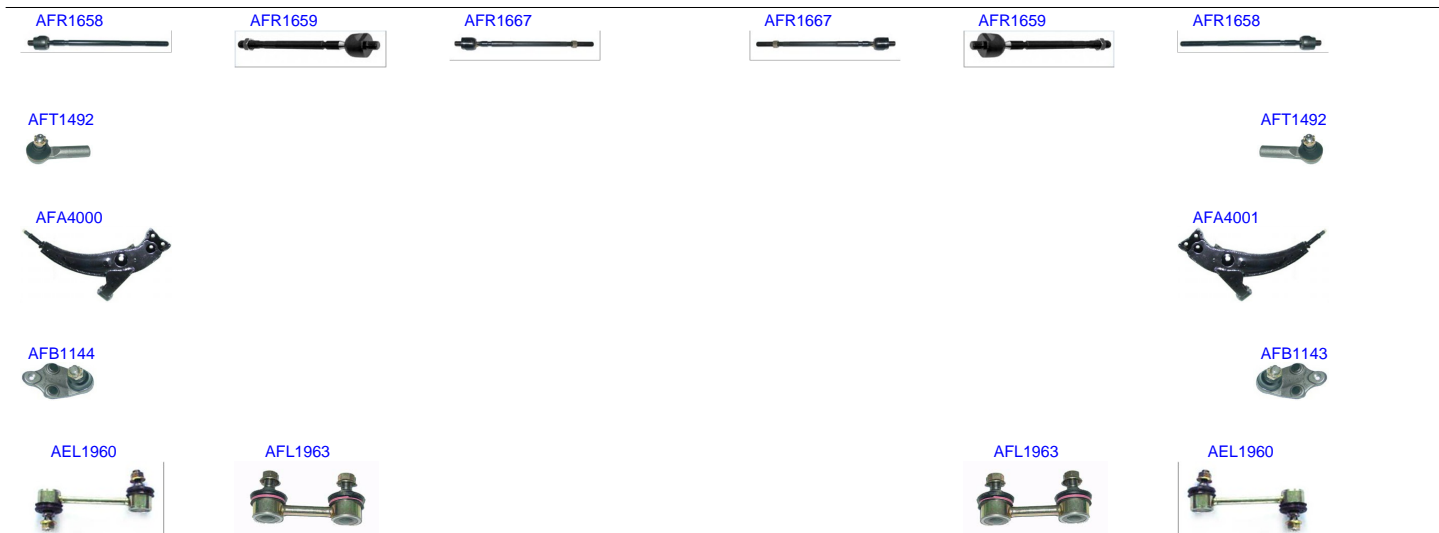 AFR1658 AFR1659 AFR1667 AFR1667 AFR1659 AFR1658
AFT1492 AFT1492
AFA4000 AFA4001
AFB1144 AFB1143
AEL1960 AFL1963 AFL1963 AEL1960